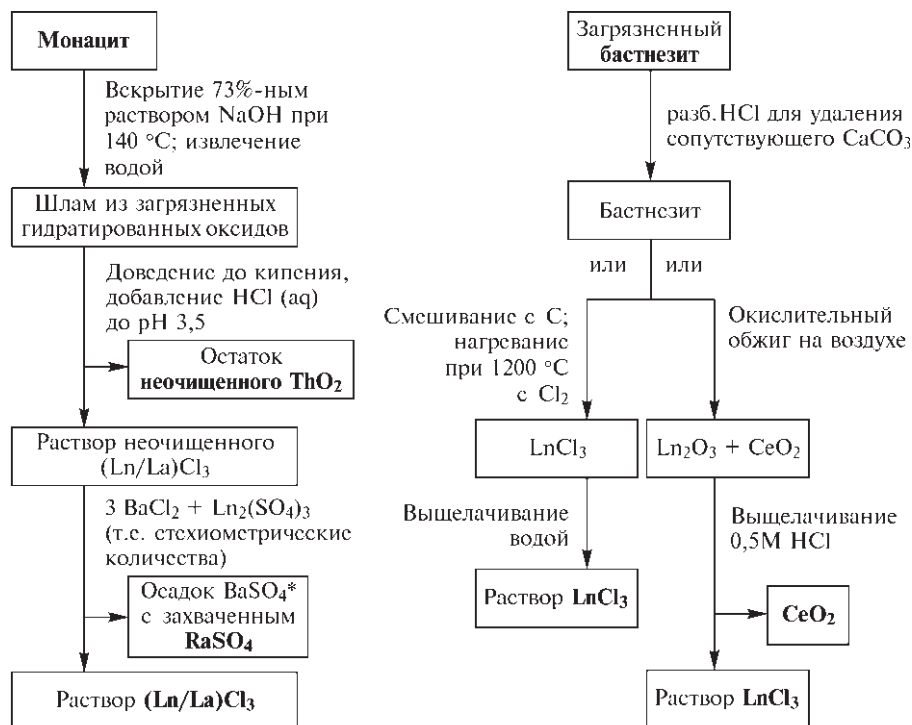 Монацит
Вскрытие 73%-ным
раствором NaOH при
140 °C; извлечение
водой
Шлам из загрязненных
гидратированных оксидов
Доведение до кипения,
добавление HCl (aq)
до pH 3,5
Остаток
неочищенного ThO₂
Раствор неочищенного
(Ln/La)Cl₃
3 BaCl₂ + Ln₂(SO₄)₃
(т.е. стехиометрические
количества)
Осадок BaSO₄*
с захваченным
RaSO₄
Раствор (Ln/La)Cl₃
Загрязненный
бастнезит
разб. HCl для удаления
сопутствующего CaCO₃
Бастнезит
или
или
Смешивание с C;
нагревание
при 1200 °C
с Cl₂
LnCl₃
Выщелачивание
водой
Раствор LnCl₃
Окислительный
обжиг на воздухе
Ln₂O₃ + CeO₂
Выщелачивание
0,5M HCl
CeO₂
Раствор LnCl₃